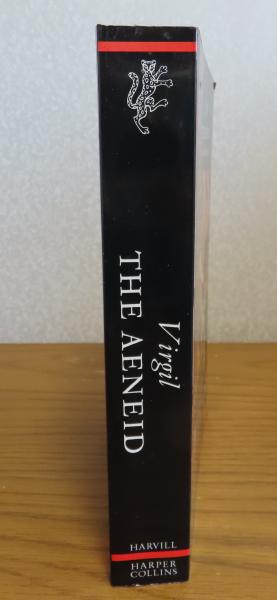 Virgil
THE AENEID
HARVILL
HARPER
COLLINS